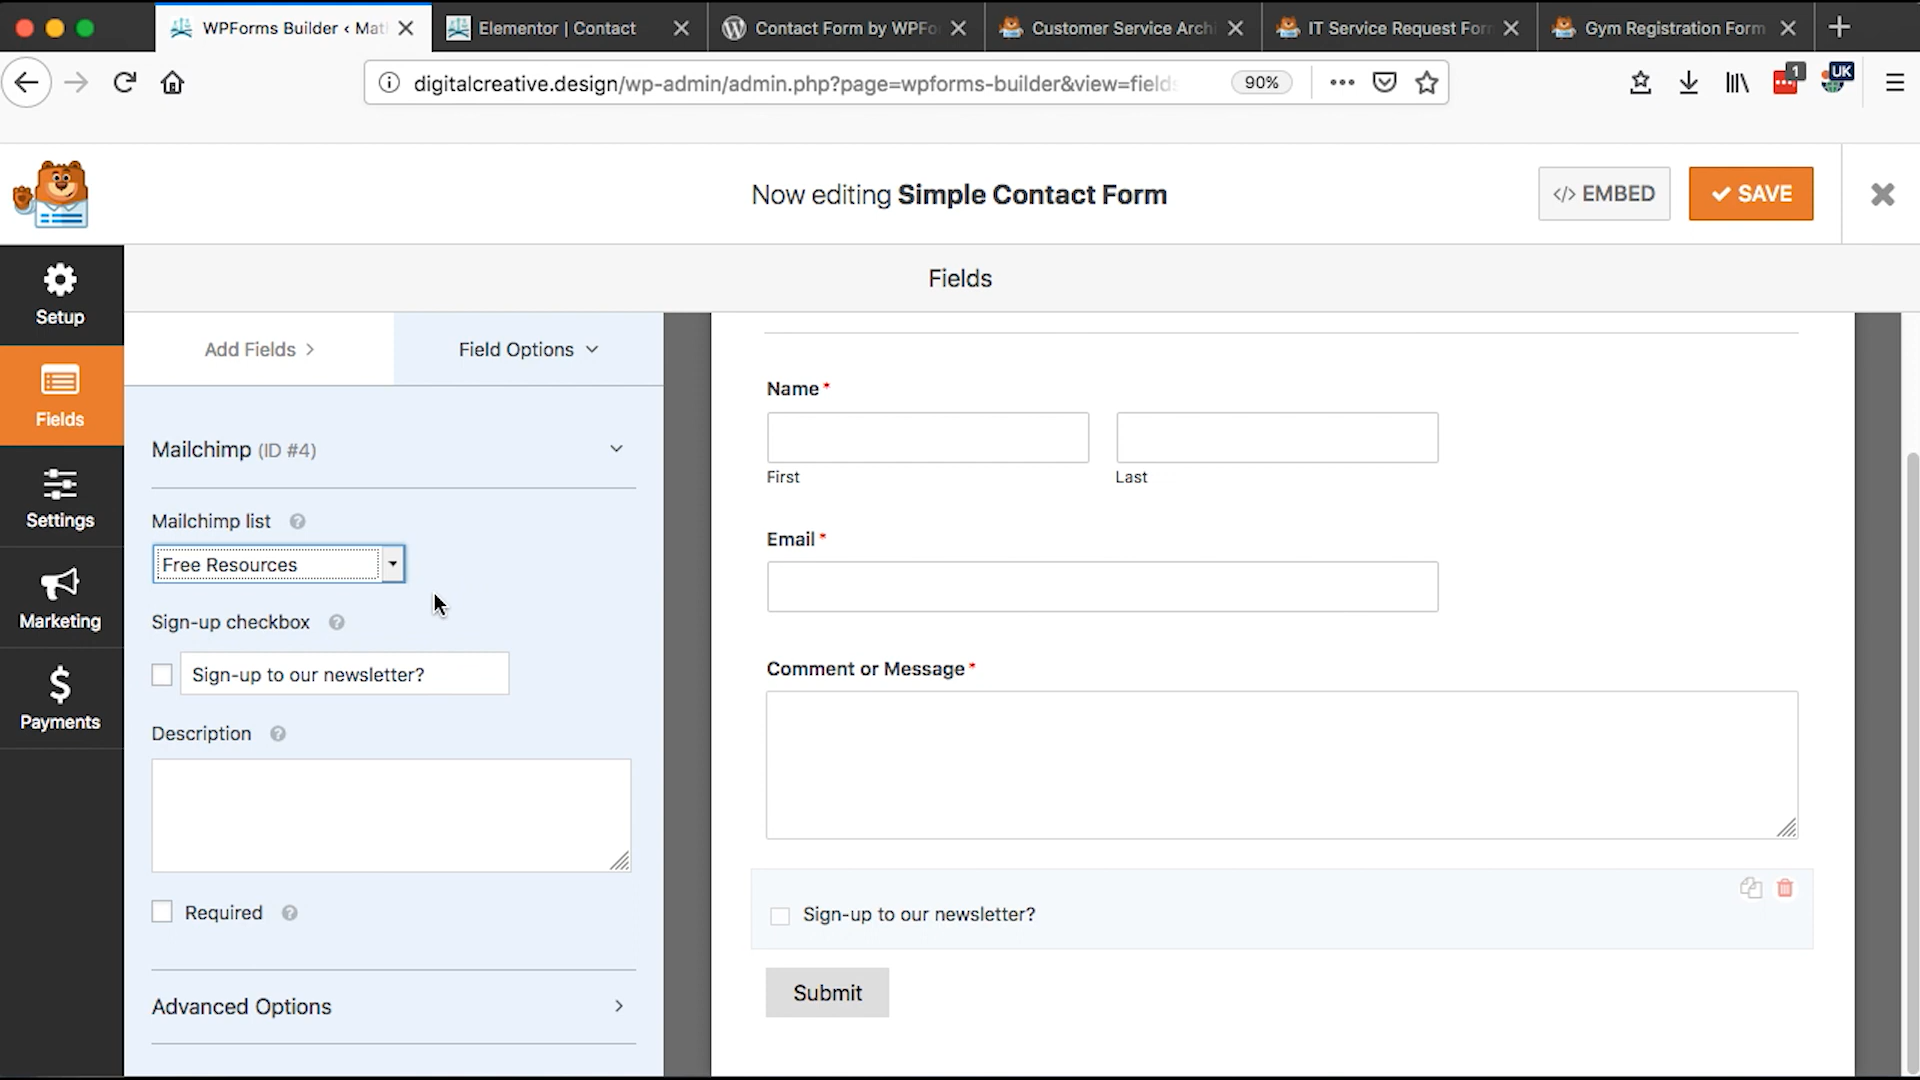 WPForms Builder ‹ Mat
Elementor | Contact
Contact Form by WPFo
Customer Service Archi
IT Service Request For
Gym Registration Form
digitalcreative.design/wp-admin/admin.php?page=wpforms-builder&view=fields
90%
1
UK
Now editing Simple Contact Form
</> EMBED
SAVE
Setup
Fields
Settings
Marketing
Payments
Fields
Add Fields
Field Options
Mailchimp (ID #4)
Mailchimp list ?
Free Resources
Sign-up checkbox ?
Sign-up to our newsletter?
Description ?
Required ?
Advanced Options
Name *
First
Last
Email *
Comment or Message *
Sign-up to our newsletter?
Submit